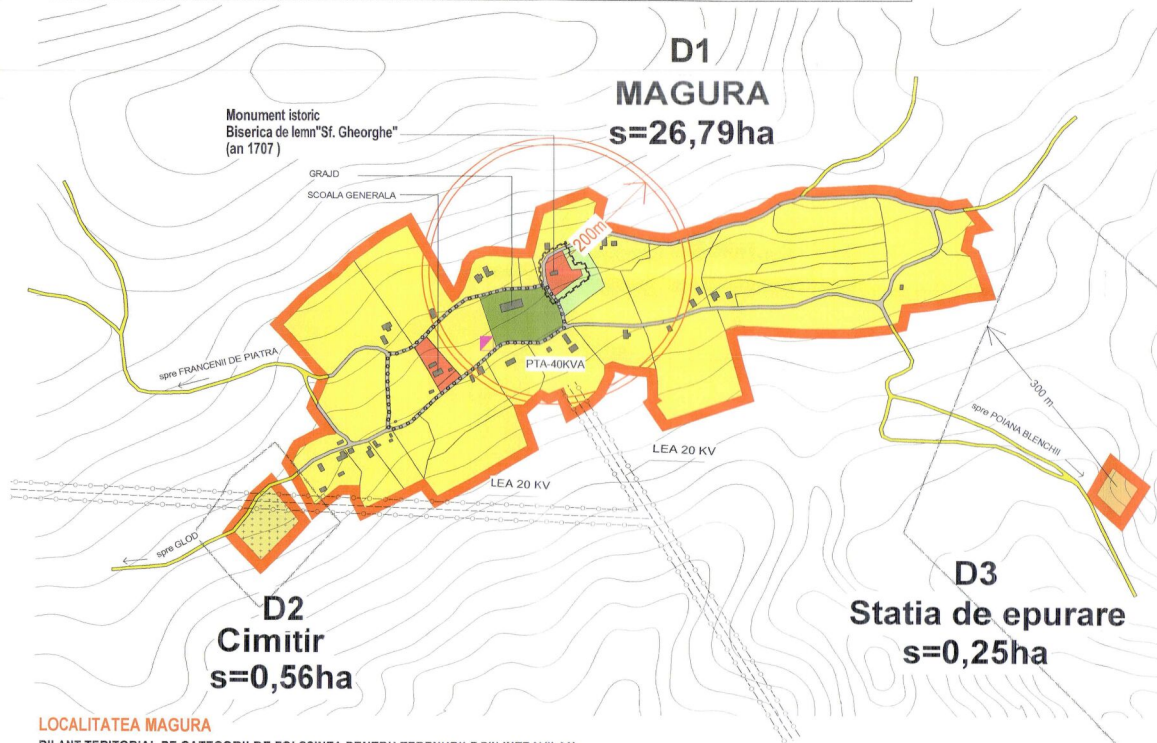 D1
MAGURA
s=26,79ha
Monument istoric
Biserica de lemn"Sf. Gheorghe"
(an 1707 )
GRAJD
SCOALA GENERALA
200m
PTA-40KVA
spre FRANCENII DE PIATRA
300 m
spre POIANA BLENCHII
LEA 20 KV
LEA 20 KV
spre GLOD
D2
Cimitir
s=0,56ha
D3
Statia de epurare
s=0,25ha
LOCALITATEA MAGURA